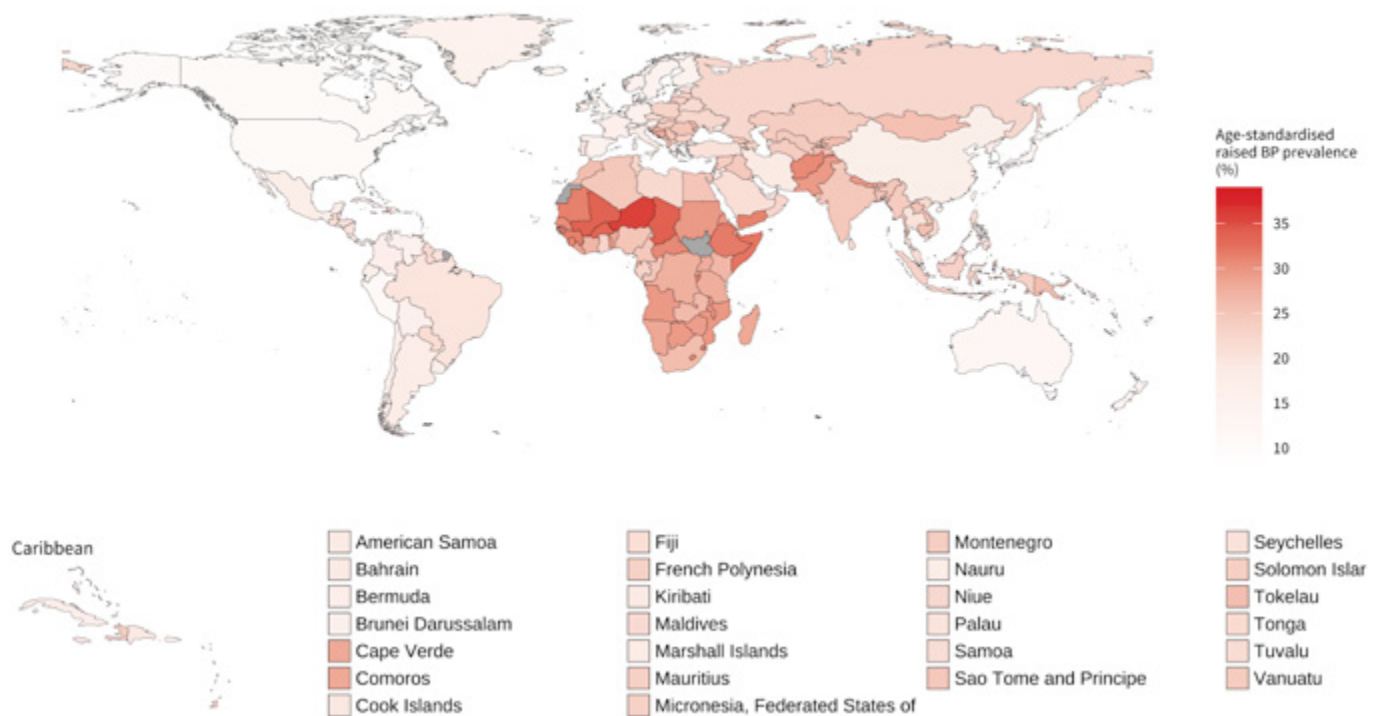 Age-standardised
raised BP prevalence
(%)
35
30
25
20
15
10
Caribbean
American Samoa
Bahrain
Bermuda
Brunei Darussalam
Cape Verde
Comoros
Cook Islands
Fiji
French Polynesia
Kiribati
Maldives
Marshall Islands
Mauritius
Micronesia, Federated States of
Montenegro
Nauru
Niue
Palau
Samoa
Sao Tome and Principe
Seychelles
Solomon Islar
Tokelau
Tonga
Tuvalu
Vanuatu